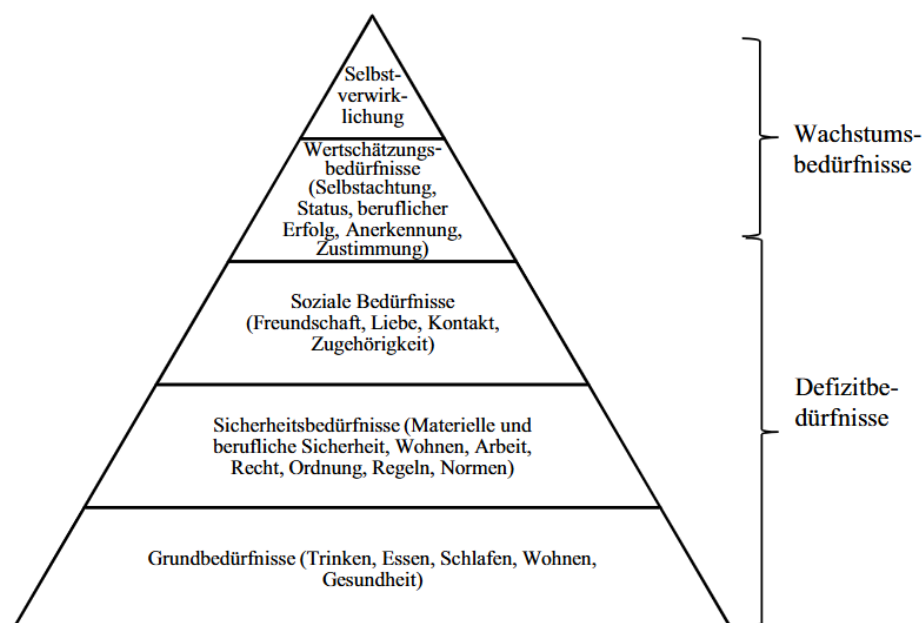 Selbst-
verwirk-
lichung
Wertschätzungs-
bedürfnisse
(Selbstachtung,
Status, beruflicher
Erfolg, Anerkennung,
Zustimmung)
Soziale Bedürfnisse
(Freundschaft, Liebe, Kontakt,
Zugehörigkeit)
Sicherheitsbedürfnisse (Materielle und
berufliche Sicherheit, Wohnen, Arbeit,
Recht, Ordnung, Regeln, Normen)
Grundbedürfnisse (Trinken, Essen, Schlafen, Wohnen,
Gesundheit)
Wachstums-
bedürfnisse
Defizitbe-
dürfnisse